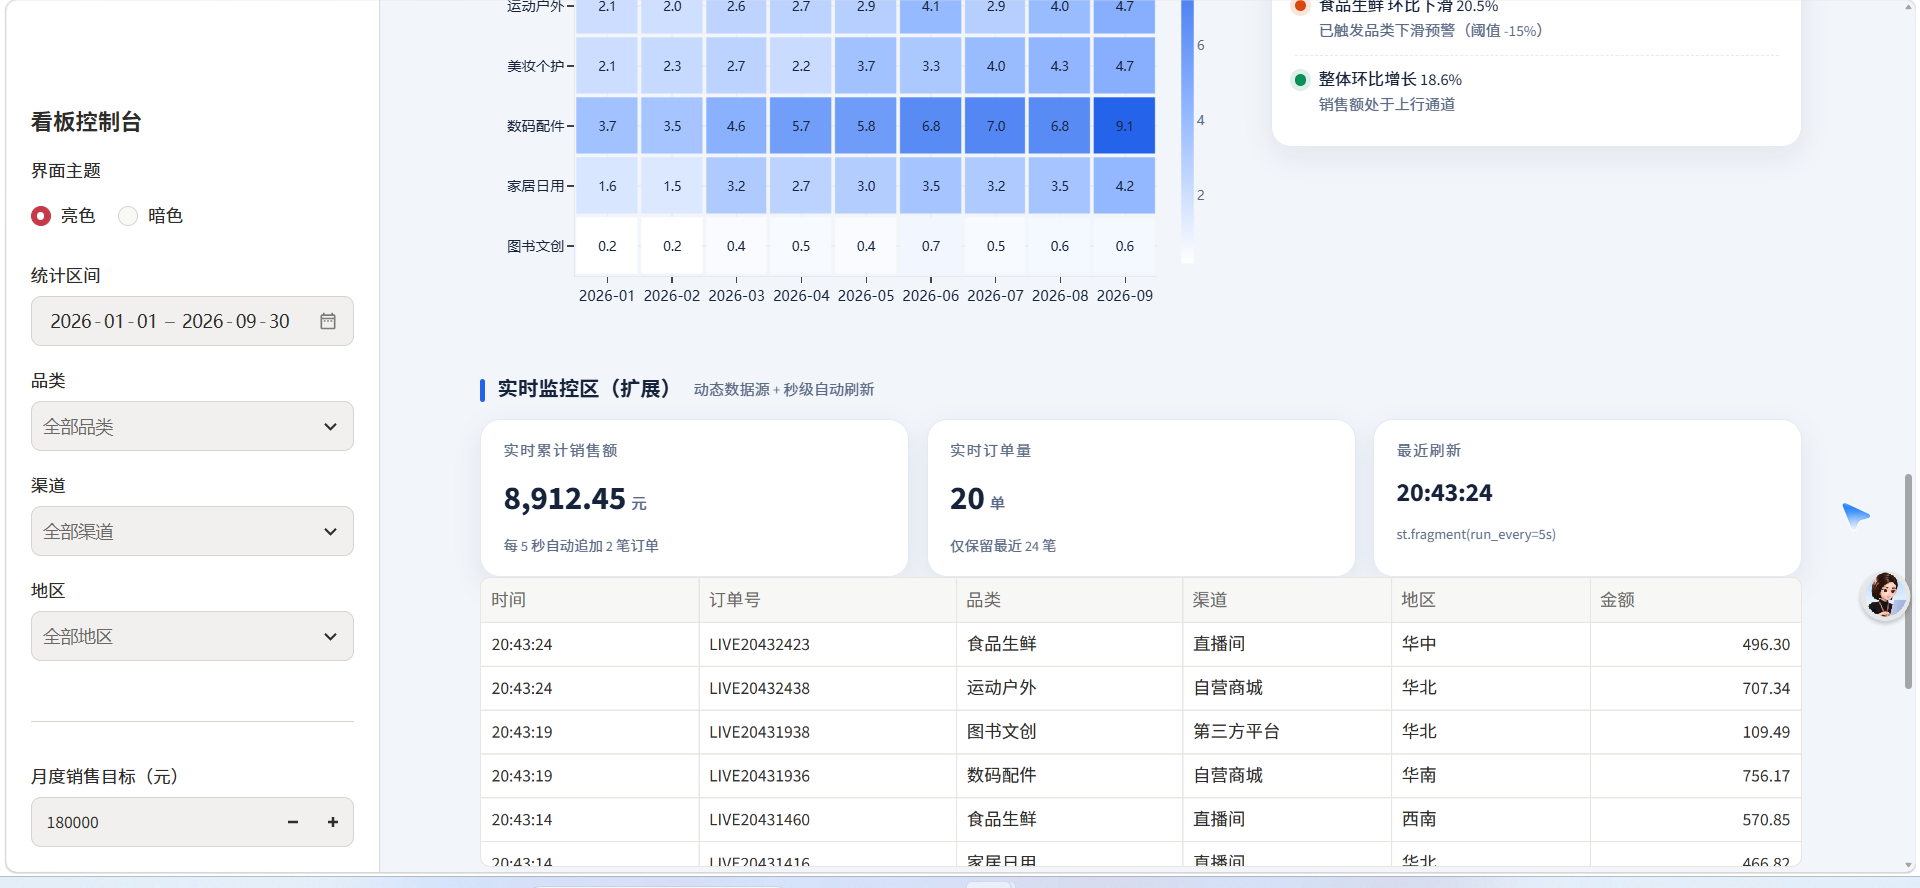 看板控制台
界面主题
亮色 暗色
统计区间
2026-01-01 – 2026-09-30
品类
全部品类
渠道
全部渠道
地区
全部地区
月度销售目标（元）
180000
运动户外 2.1 2.0 2.6 2.7 2.9 4.1 2.9 4.0 4.7
美妆个护 2.1 2.3 2.7 2.2 3.7 3.3 4.0 4.3 4.7
数码配件 3.7 3.5 4.6 5.7 5.8 6.8 7.0 6.8 9.1
家居日用 1.6 1.5 3.2 2.7 3.0 3.5 3.2 3.5 4.2
图书文创 0.2 0.2 0.4 0.5 0.4 0.7 0.5 0.6 0.6
2026-01 2026-02 2026-03 2026-04 2026-05 2026-06 2026-07 2026-08 2026-09
6
4
2
食品生鲜 环比下滑 20.5%
已触发品类下滑预警（阈值 -15%）
整体环比增长 18.6%
销售额处于上行通道
实时监控区（扩展） 动态数据源 + 秒级自动刷新
实时累计销售额
8,912.45 元
每 5 秒自动追加 2 笔订单
实时订单量
20 单
仅保留最近 24 笔
最近刷新
20:43:24
st.fragment(run_every=5s)
时间 订单号 品类 渠道 地区 金额
20:43:24 LIVE20432423 食品生鲜 直播间 华中 496.30
20:43:24 LIVE20432438 运动户外 自营商城 华北 707.34
20:43:19 LIVE20431938 图书文创 第三方平台 华北 109.49
20:43:19 LIVE20431936 数码配件 自营商城 华南 756.17
20:43:14 LIVE20431460 食品生鲜 直播间 西南 570.85
20:43:14 LIVE20431416 家居日用 直播间 华北 466.82